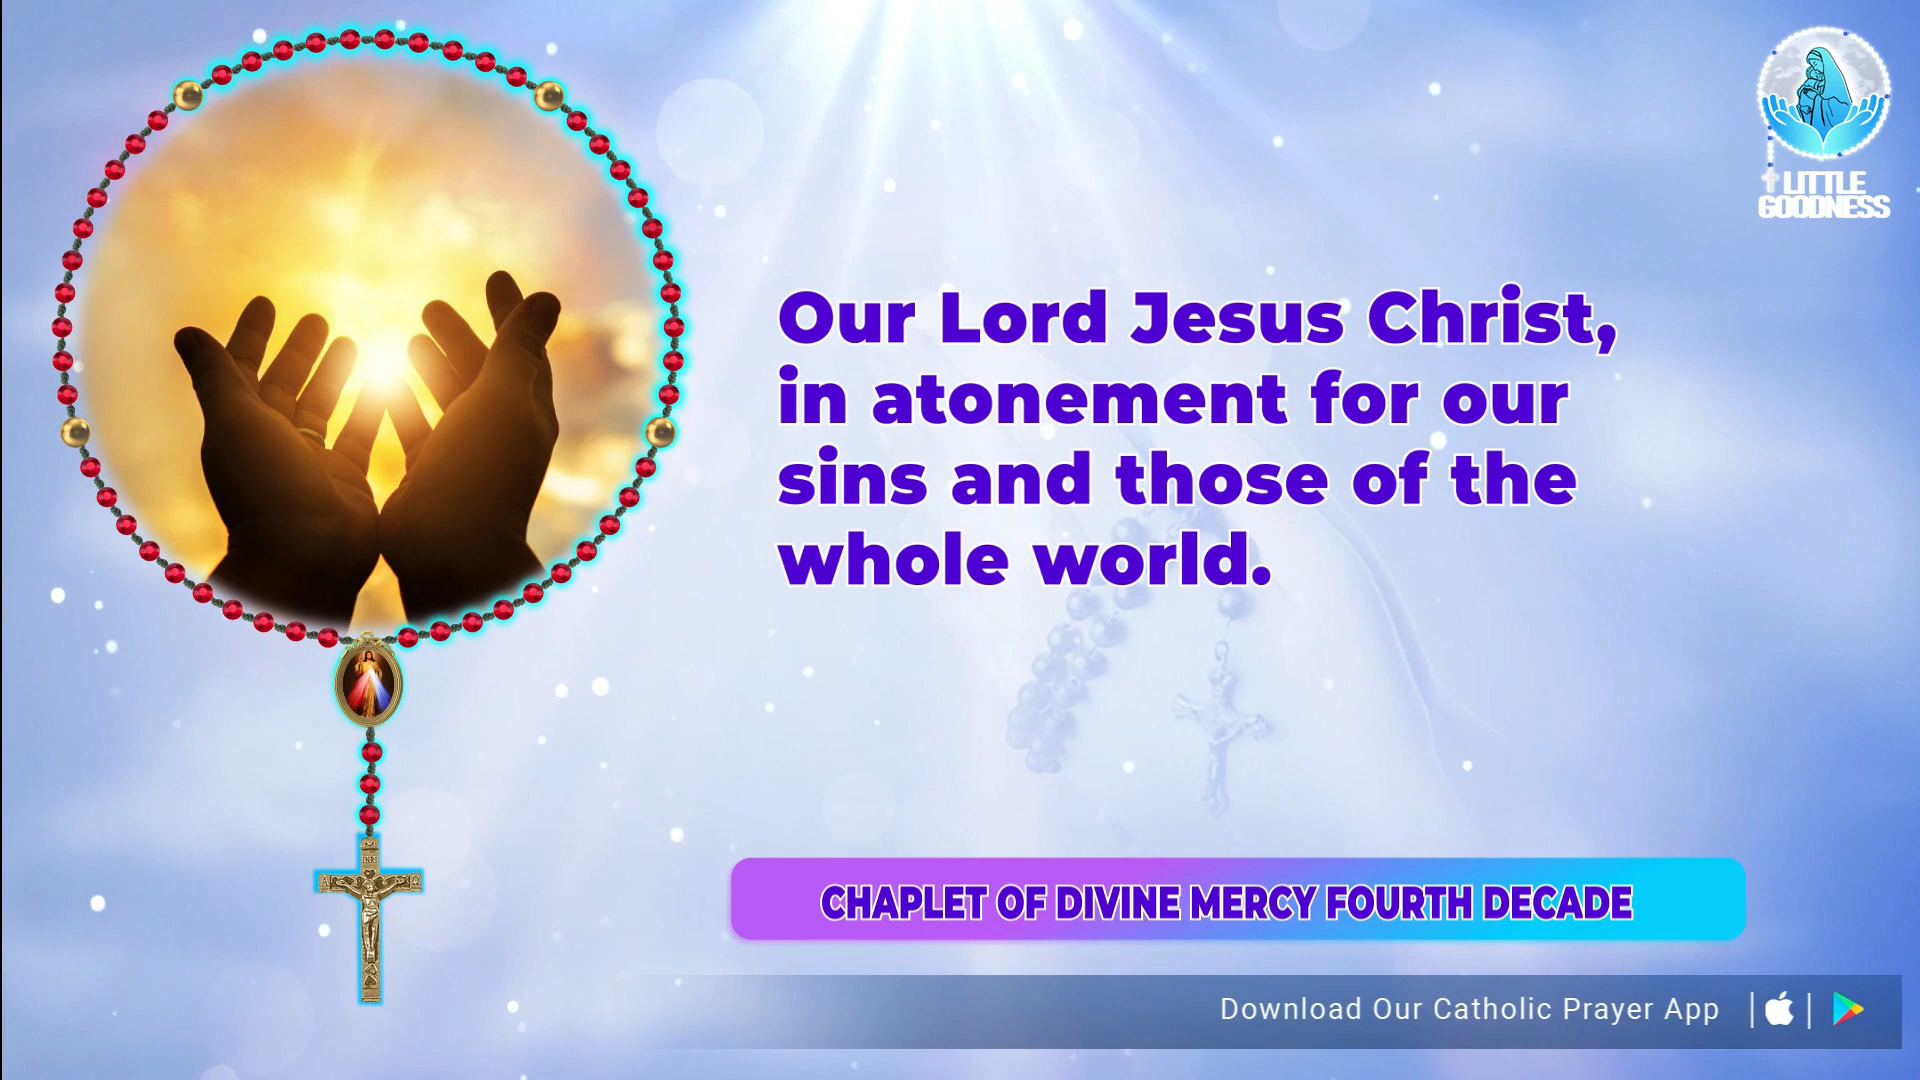 LITTLE
GOODNESS
Our Lord Jesus Christ,
in atonement for our
sins and those of the
whole world.
INRI
CHAPLET OF DIVINE MERCY FOURTH DECADE
Download Our Catholic Prayer App